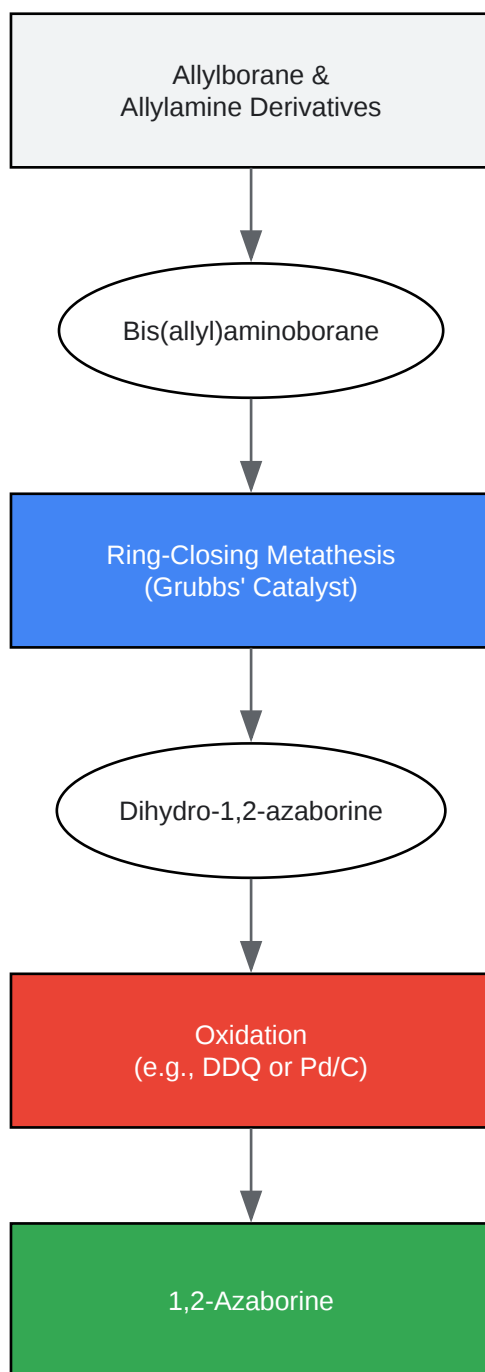 Allylborane &
Allylamine Derivatives
Bis(allyl)aminoborane
Ring-Closing Metathesis
(Grubbs' Catalyst)
Dihydro-1,2-azaborine
Oxidation
(e.g., DDQ or Pd/C)
1,2-Azaborine